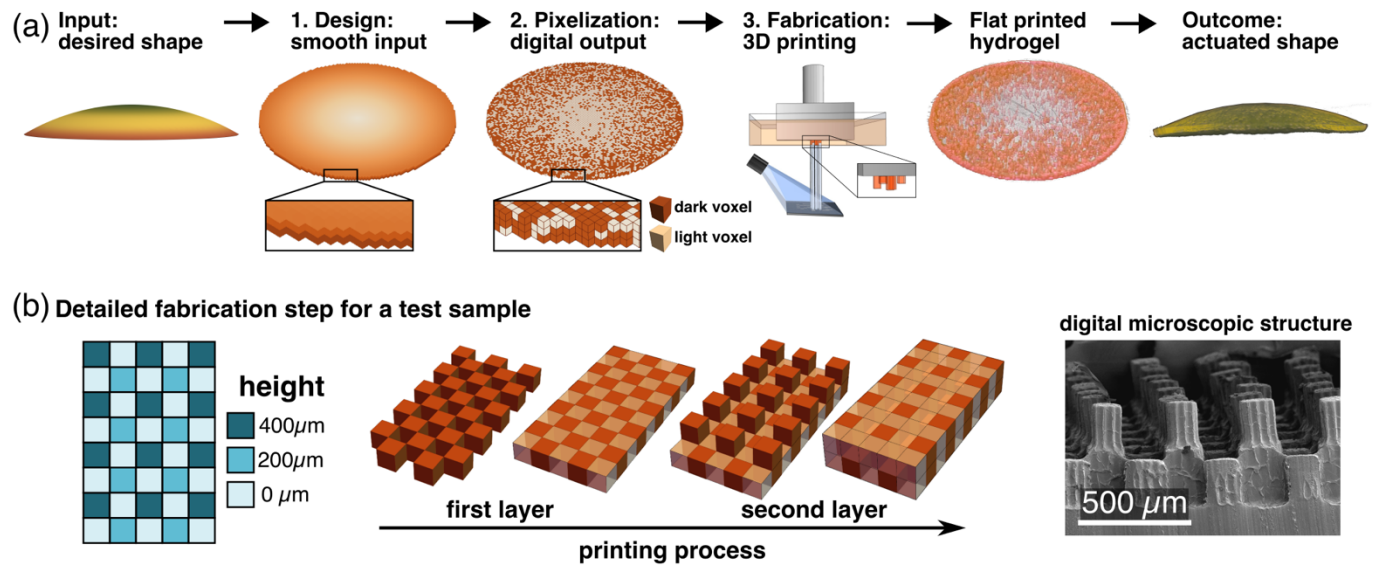 (a)
Input:
desired shape
1. Design:
smooth input
2. Pixelization:
digital output
3. Fabrication:
3D printing
Flat printed
hydrogel
Outcome:
actuated shape
dark voxel
light voxel
(b) Detailed fabrication step for a test sample
height
400μm
200μm
0 μm
first layer
second layer
printing process
digital microscopic structure
500 μm